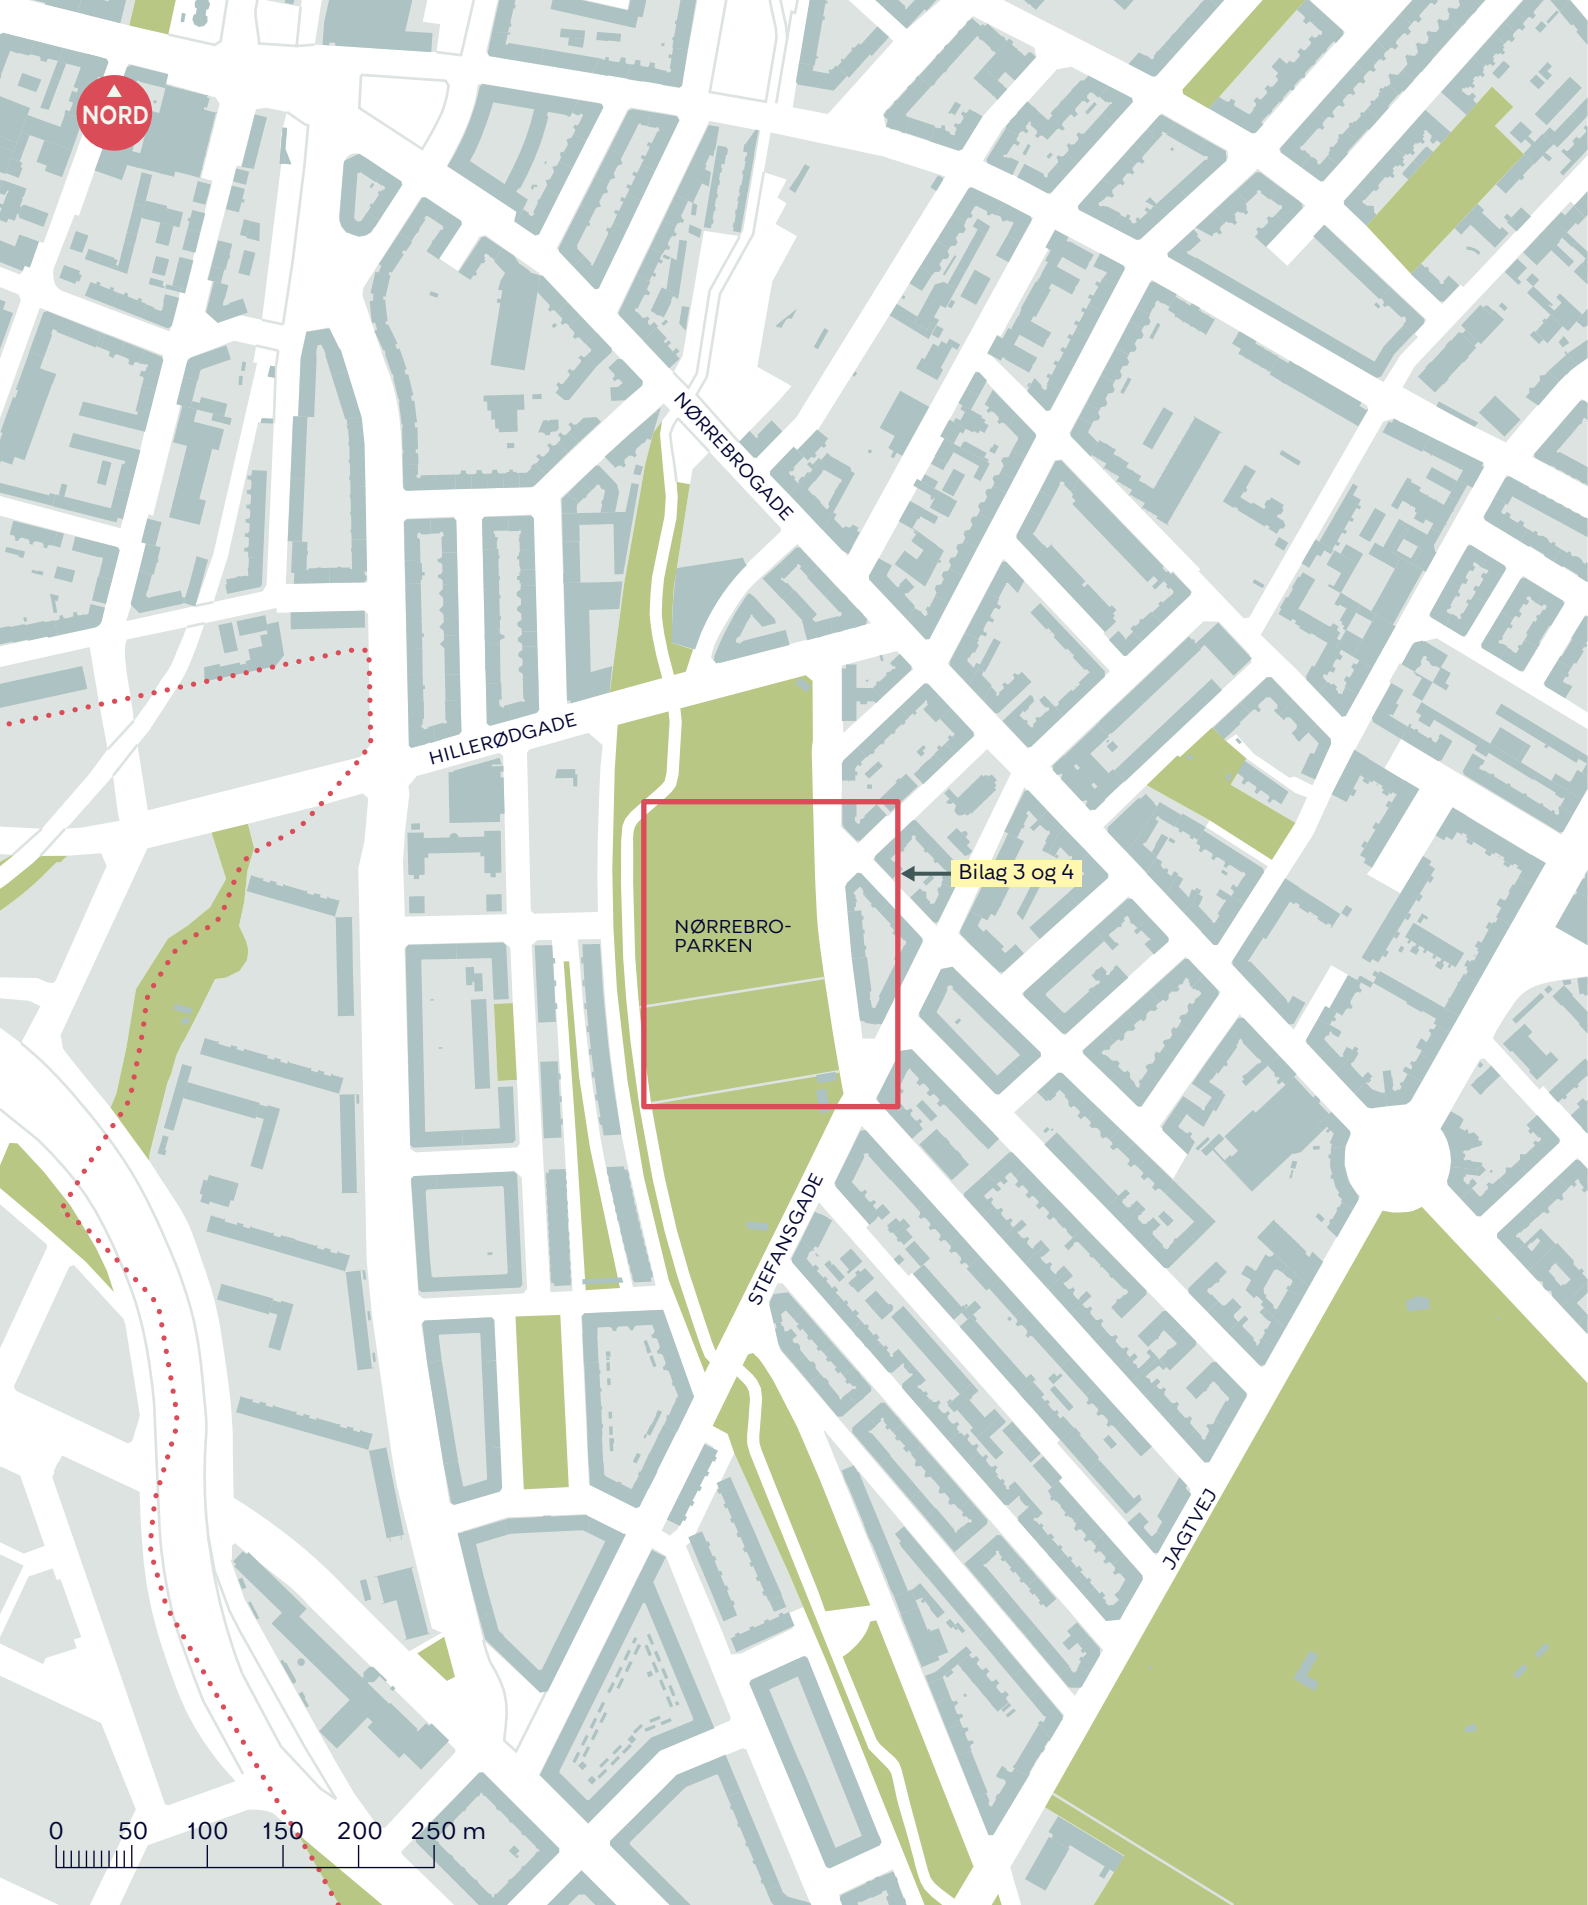 NORD
NØRREBROGADE
HILLERØDGADE
Bilag 3 og 4
NØRREBRO-
PARKEN
STEFANSGADE
JAGTVEJ
0 50 100 150 200 250 m